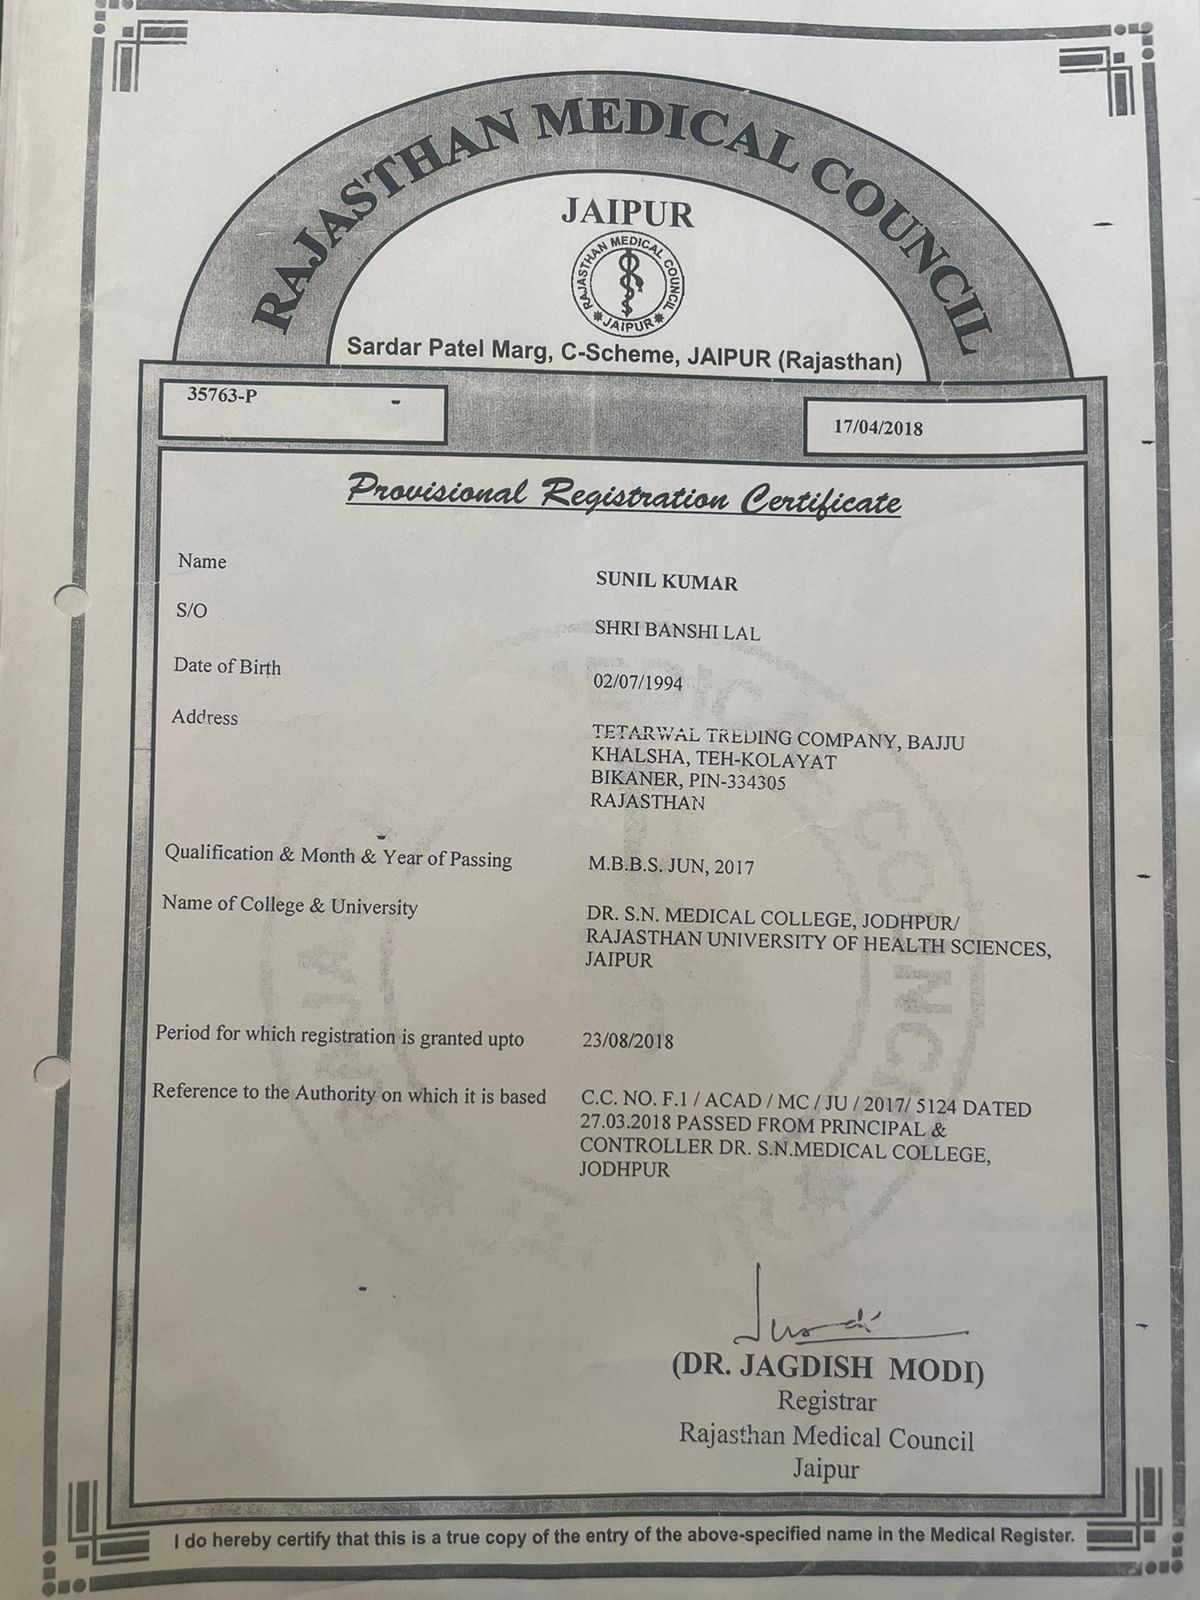 RAJASTHAN MEDICAL COUNCIL
JAIPUR
RAJASTHAN MEDICAL COUNCIL
JAIPUR
Sardar Patel Marg, C-Scheme, JAIPUR (Rajasthan)
35763-P
17/04/2018
Provisional Registration Certificate
Name SUNIL KUMAR
S/O SHRI BANSHI LAL
Date of Birth 02/07/1994
Address TETARWAL TREDING COMPANY, BAJJU
KHALSHA, TEH-KOLAYAT
BIKANER, PIN-334305
RAJASTHAN
Qualification & Month & Year of Passing M.B.B.S. JUN, 2017
Name of College & University DR. S.N. MEDICAL COLLEGE, JODHPUR/
RAJASTHAN UNIVERSITY OF HEALTH SCIENCES,
JAIPUR
Period for which registration is granted upto 23/08/2018
Reference to the Authority on which it is based C.C. NO. F.1 / ACAD / MC / JU / 2017/ 5124 DATED
27.03.2018 PASSED FROM PRINCIPAL &
CONTROLLER DR. S.N.MEDICAL COLLEGE,
JODHPUR
(DR. JAGDISH MODI)
Registrar
Rajasthan Medical Council
Jaipur
I do hereby certify that this is a true copy of the entry of the above-specified name in the Medical Register.